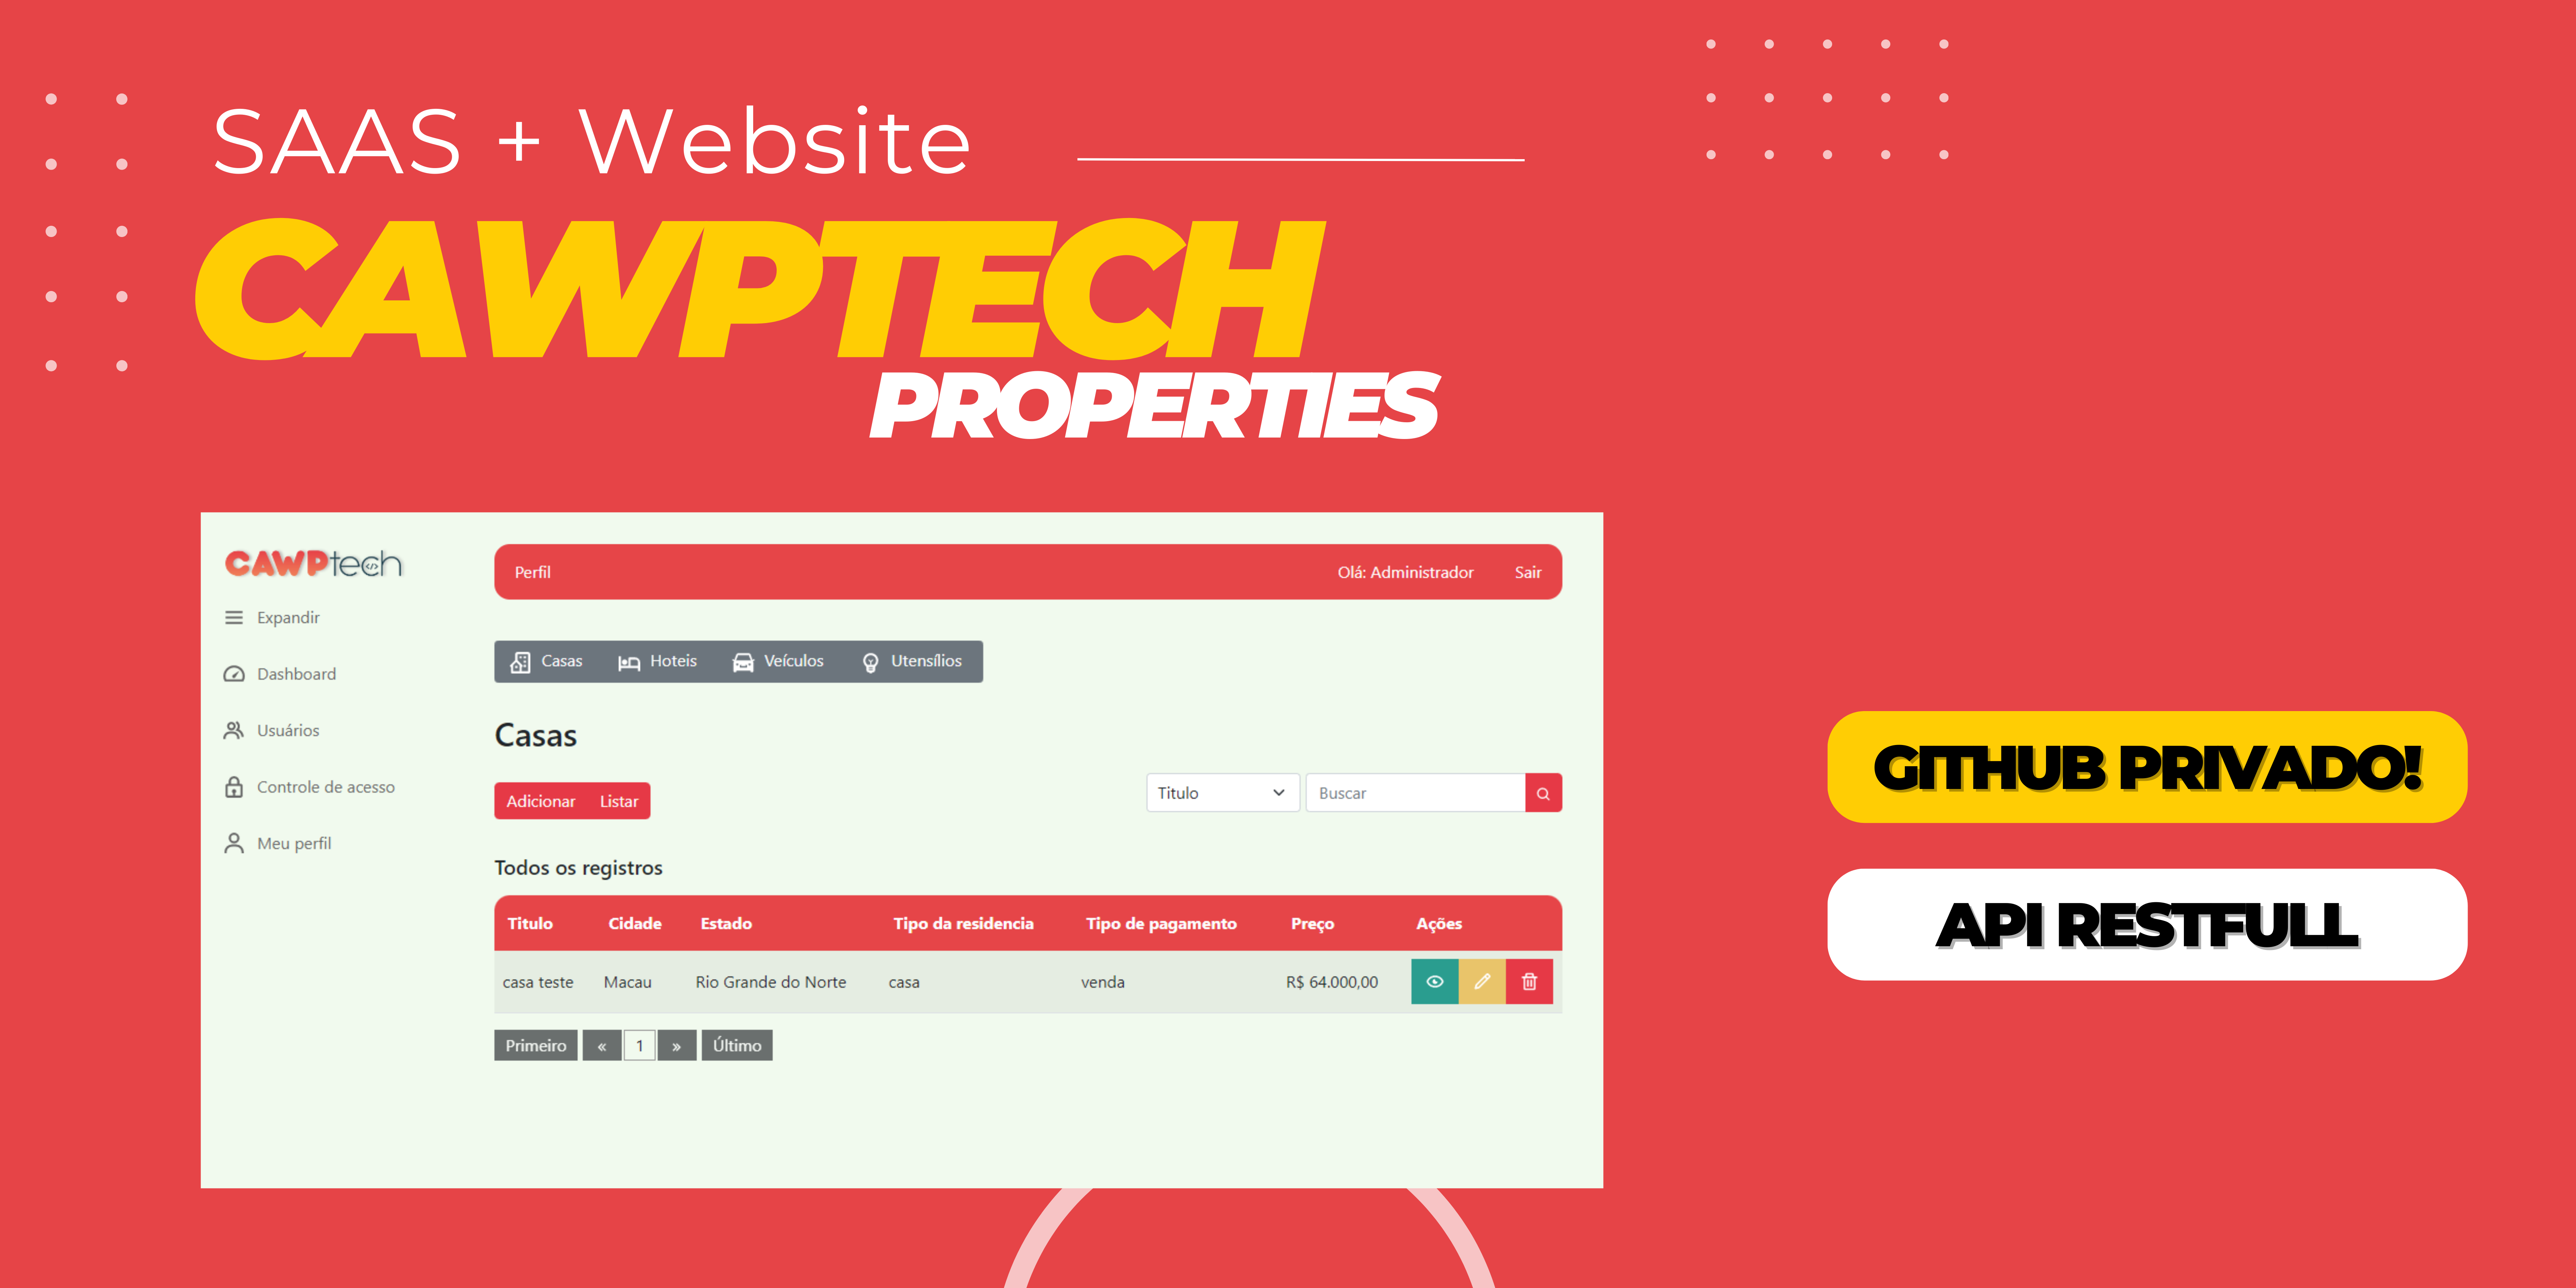 SAAS + Website
CAWPTECH
PROPERTIES
CAWPtech
Expandir
Dashboard
Usuários
Controle de acesso
Meu perfil
Perfil Olá: Administrador Sair
Casas Hoteis Veículos Utensílios
Casas
Adicionar Listar Titulo Buscar
Todos os registros
Titulo Cidade Estado Tipo da residencia Tipo de pagamento Preço Ações
casa teste Macau Rio Grande do Norte casa venda R$ 64.000,00
Primeiro « 1 » Último
GITHUB PRIVADO!
API RESTFULL